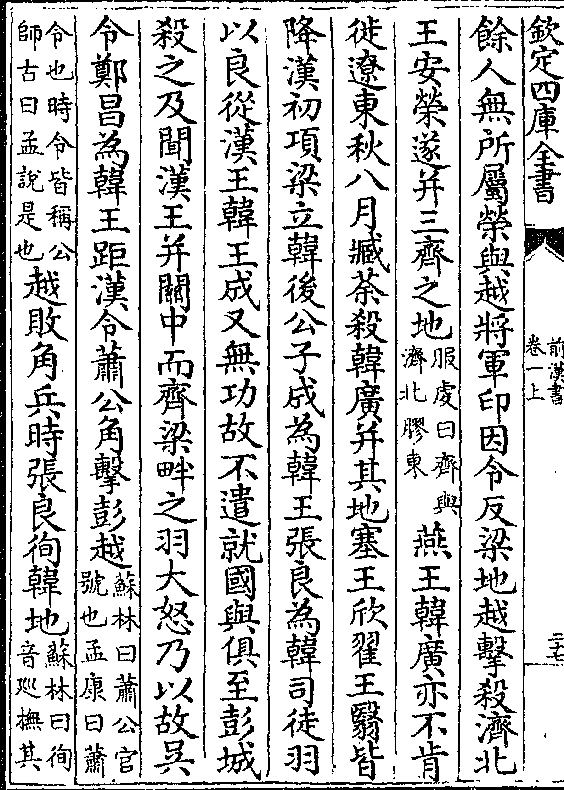 欽定四庫全書
前漢書
卷一上
二十七
餘人無所屬榮與越將軍印因令反梁地越擊殺濟北
王安榮遂并三齊之地服虔曰齊與濟北膠東燕王韓廣亦不肯
徙遼東秋八月臧荼殺韓廣并其地塞王欣翟王翳皆
降漢初項梁立韓後公子成為韓王張良為韓司徒羽
以良從漢王韓王成又無功故不遣就國與俱至彭城
殺之及聞漢王并關中而齊梁畔之羽大怒乃以故吳
令鄭昌為韓王距漢令蕭公角擊彭越蘇林曰蕭公官號也孟康曰蕭
令也時令皆稱公師古曰孟說是也越敗角兵時張良徇韓地蘇林曰徇音巡撫其